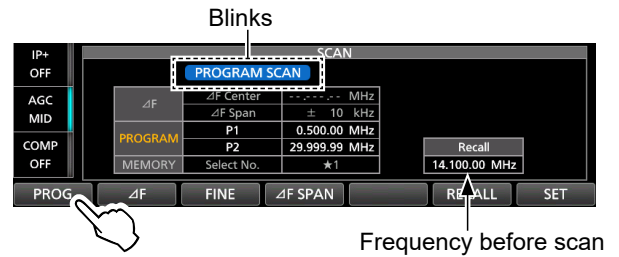 Blinks
IP+
OFF
SCAN
PROGRAM SCAN
AGC
MID
⊿F
⊿F Center
--.---.-- MHz
⊿F Span
± 10 kHz
COMP
OFF
PROGRAM
P1
0.500.00 MHz
P2
29.999.99 MHz
Recall
MEMORY
Select No.
★1
14.100.00 MHz
PROG
⊿F
FINE
⊿F SPAN
RECALL
SET
Frequency before scan